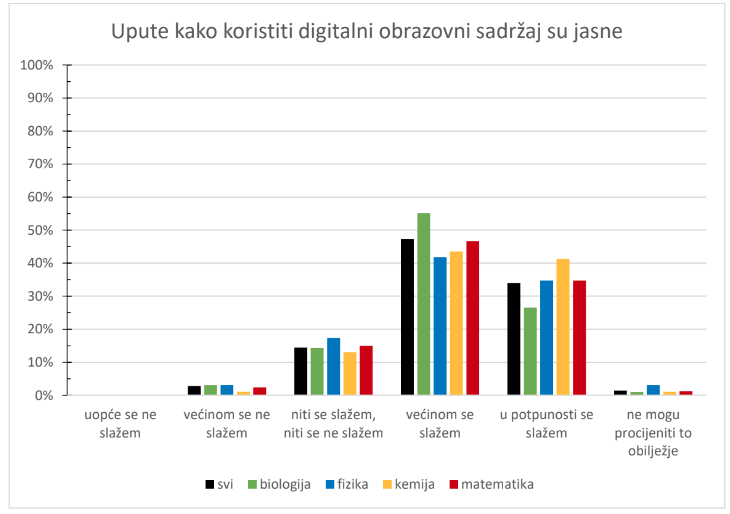 Upute kako koristiti digitalni obrazovni sadržaj su jasne
100%
90%
80%
70%
60%
50%
40%
30%
20%
10%
0%
uopće se ne
slažem
većinom se ne
slažem
niti se slažem,
niti se ne slažem
većinom se
slažem
u potpunosti se
slažem
ne mogu
procijeniti to
obilježje
svi biologija fizika kemija matematika